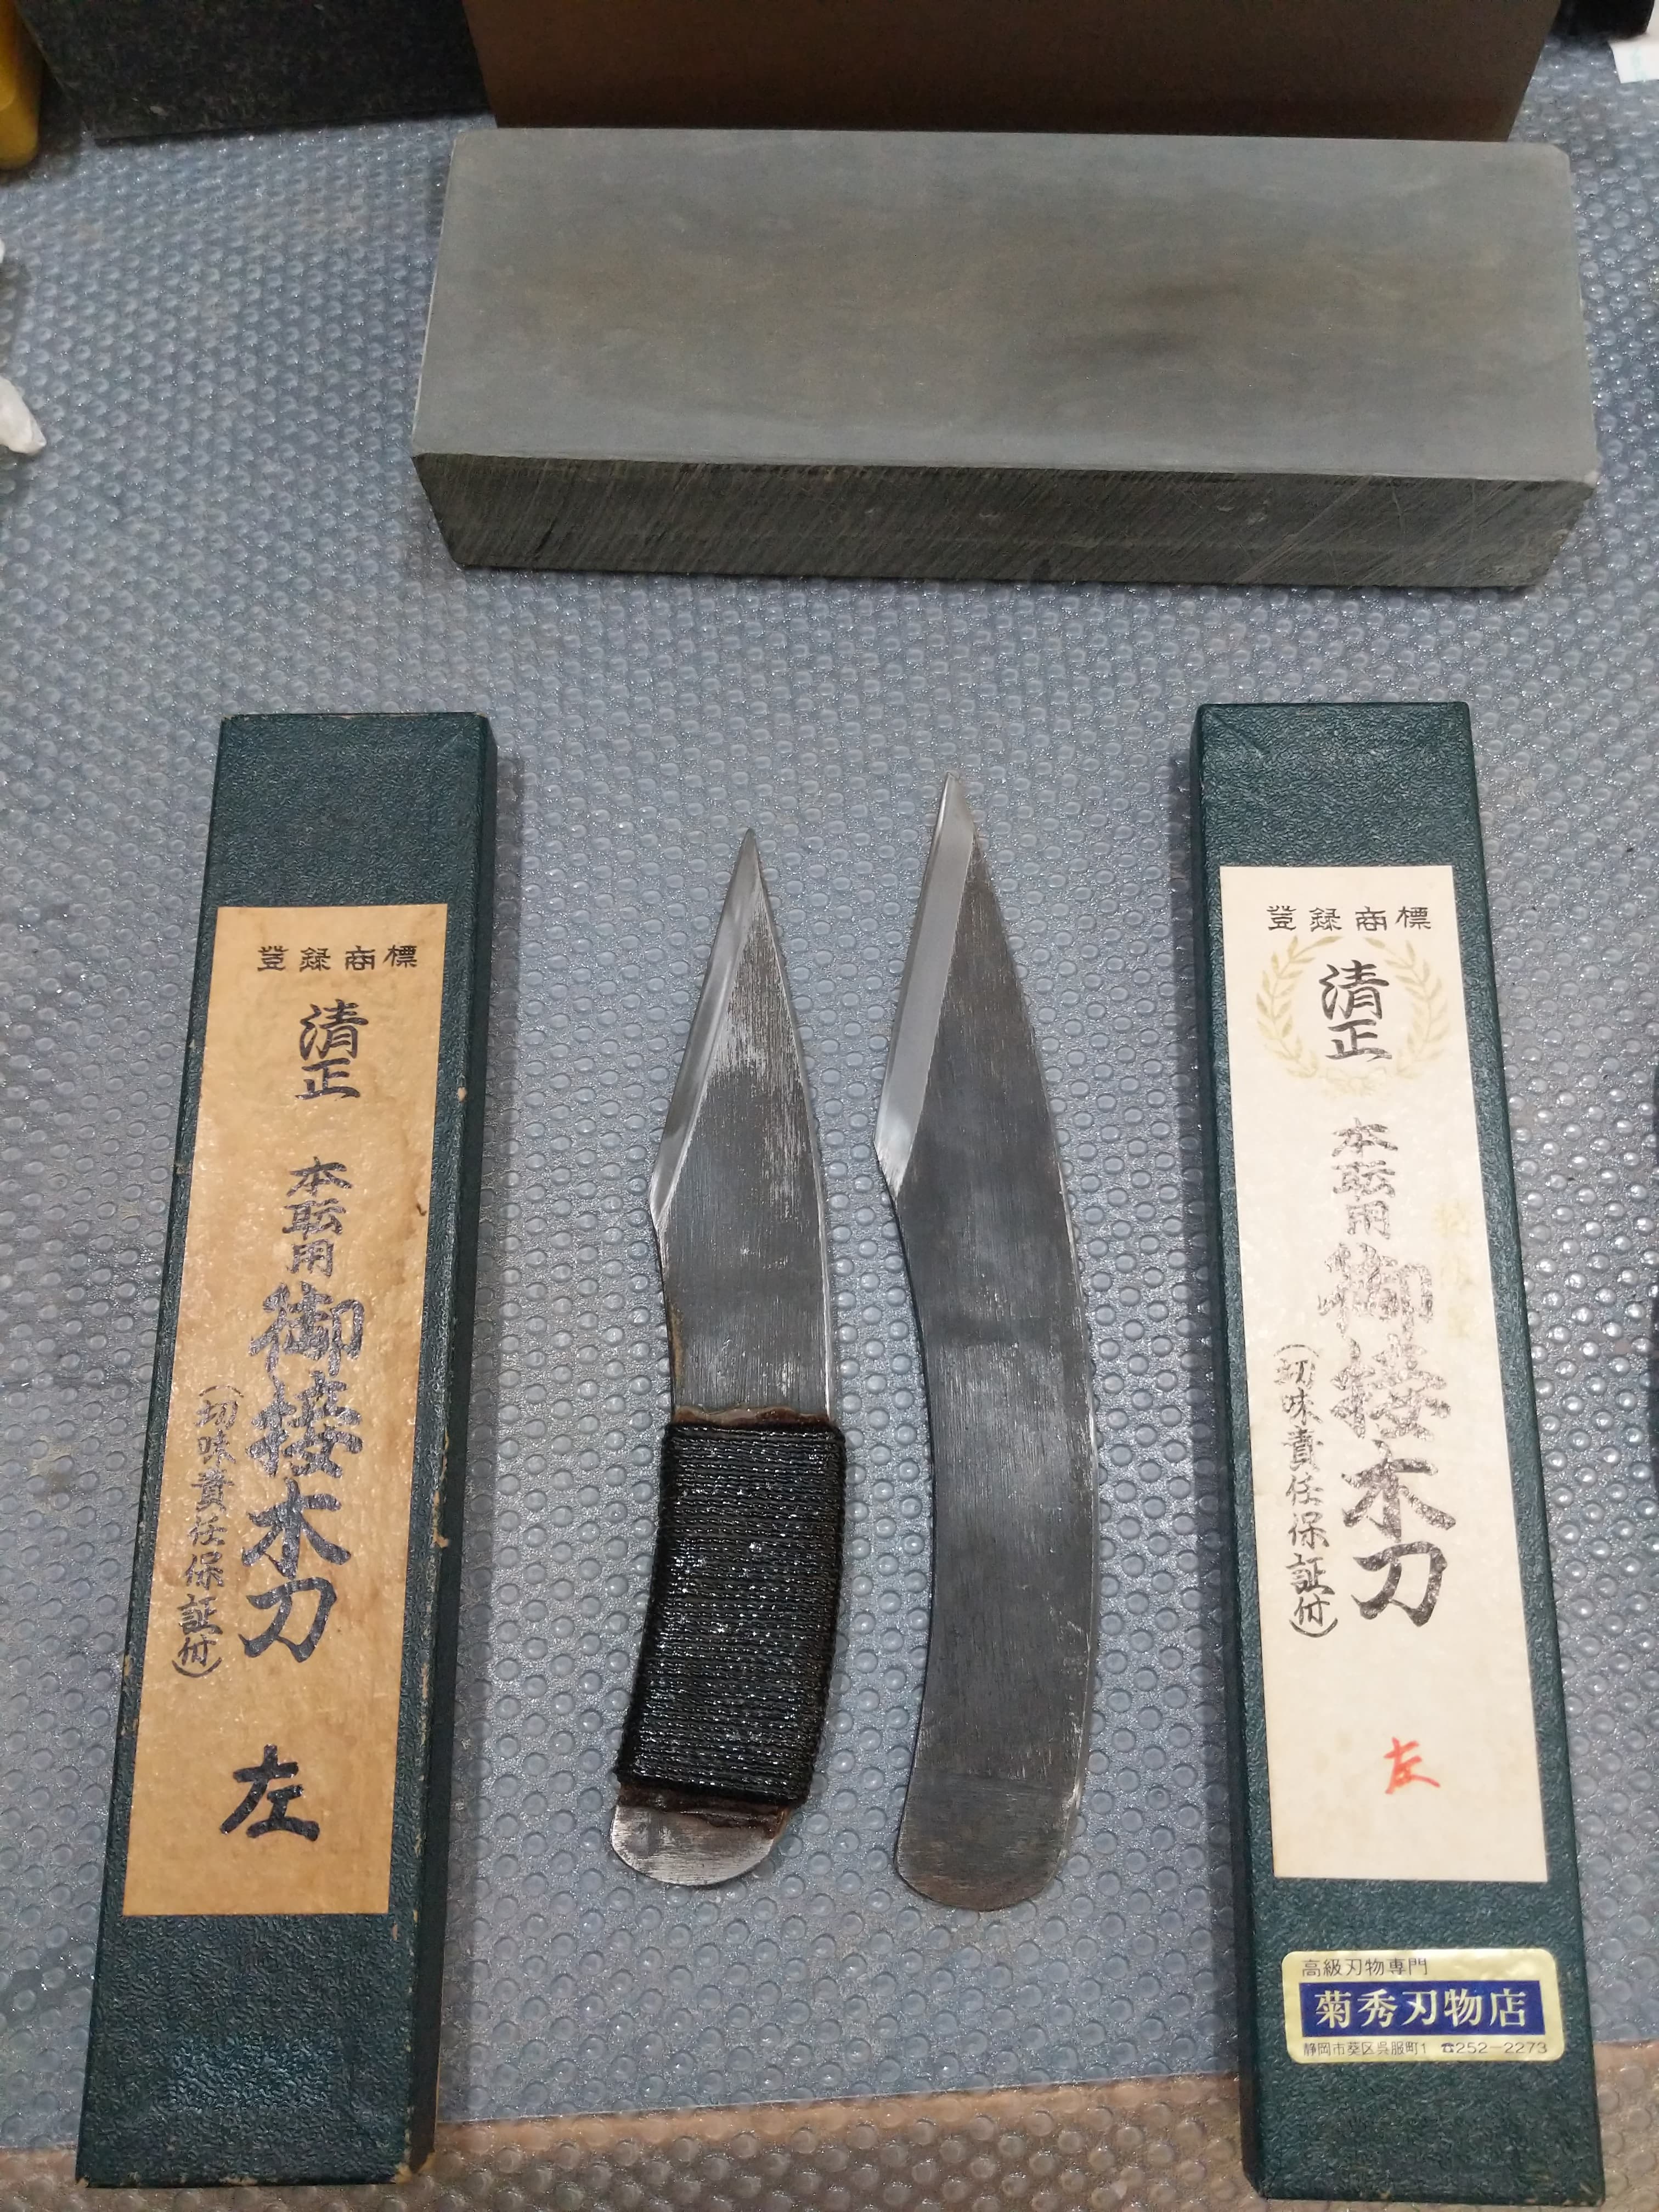 登録商標
清正
本職用
御接木刀
(切味責任保証付)
左
登録商標
清正
本職用
御接木刀
(切味責任保証付)
左
高級刃物専門
菊秀刃物店
静岡市葵区呉服町1 ☎252-2273